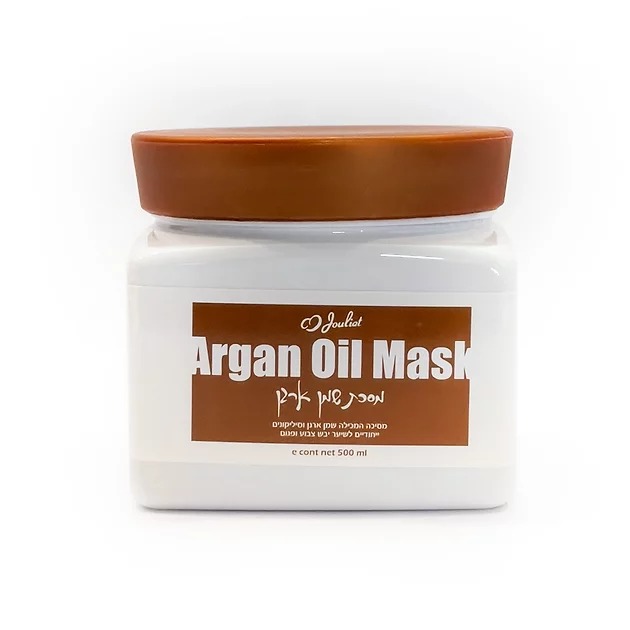 Jouliet
Argan Oil Mask
מסכת שמן ארגן
מסיכה המכילה שמן ארגן וסיליקונים
ייחודיים לשיער יבש צבוע ופגום
e cont net 500 ml